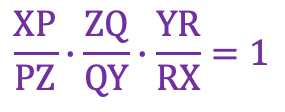 XP/PZ · ZQ/QY · YR/RX = 1